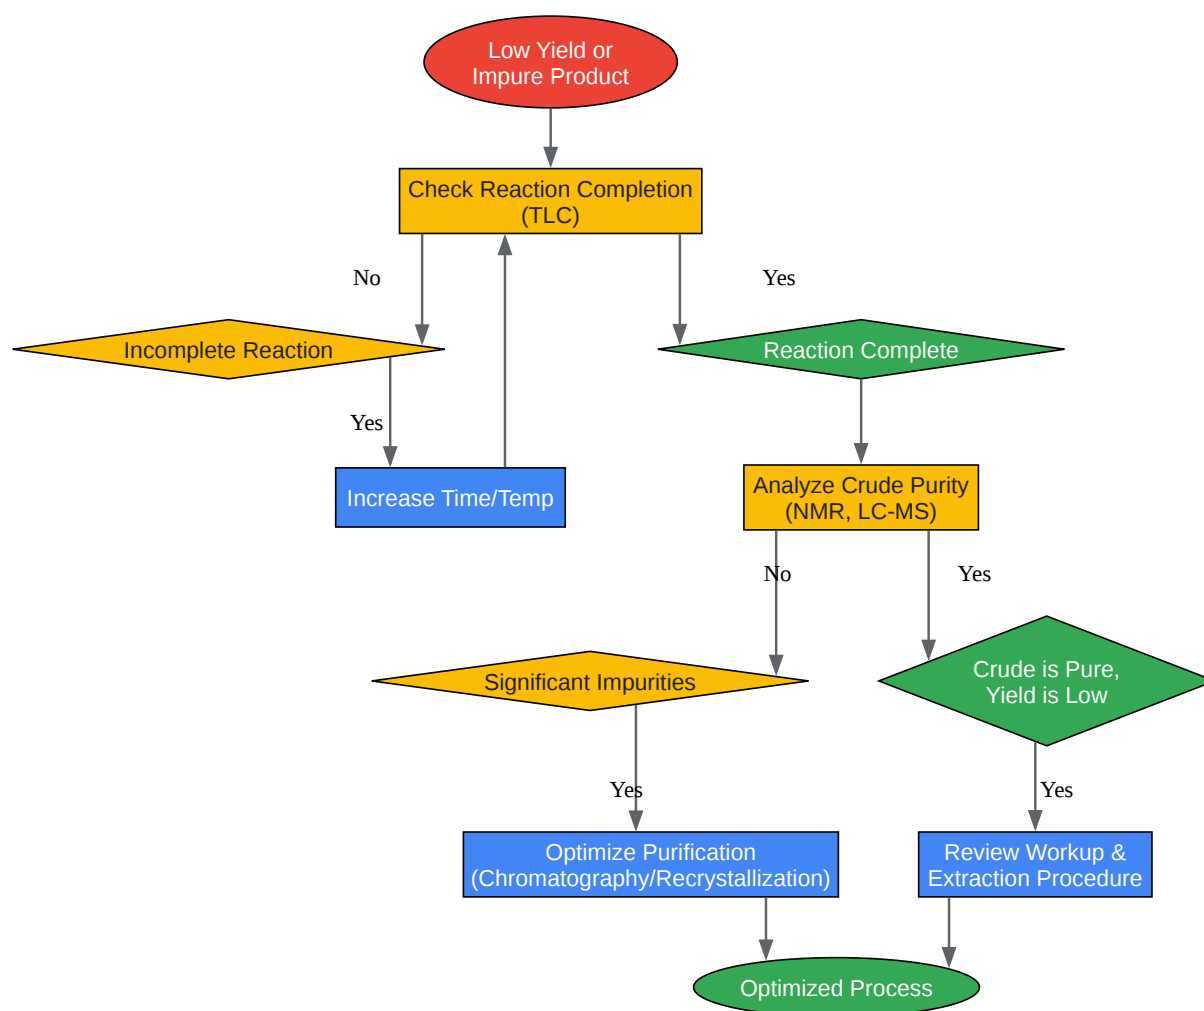 Low Yield or
Impure Product
Check Reaction Completion
(TLC)
No
Yes
Incomplete Reaction
Reaction Complete
Yes
Increase Time/Temp
Analyze Crude Purity
(NMR, LC-MS)
No
Yes
Significant Impurities
Crude is Pure,
Yield is Low
Yes
Yes
Optimize Purification
(Chromatography/Recrystallization)
Review Workup &
Extraction Procedure
Optimized Process